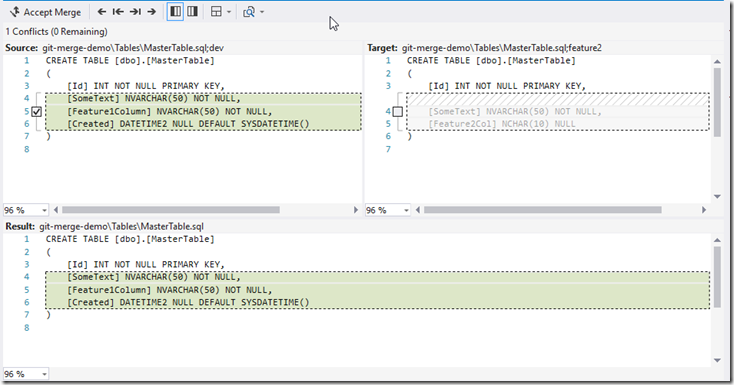 Accept Merge
1 Conflicts (0 Remaining)
Source: git-merge-demo\Tables\MasterTable.sql;dev
1 CREATE TABLE [dbo].[MasterTable]
2 (
3 [Id] INT NOT NULL PRIMARY KEY,
4 [SomeText] NVARCHAR(50) NOT NULL,
5 [Feature1Column] NVARCHAR(50) NOT NULL,
6 [Created] DATETIME2 NULL DEFAULT SYSDATETIME()
7 )
8
96 %
Target: git-merge-demo\Tables\MasterTable.sql;feature2
1 CREATE TABLE [dbo].[MasterTable]
2 (
3 [Id] INT NOT NULL PRIMARY KEY,
4 [SomeText] NVARCHAR(50) NOT NULL,
5 [Feature2Col] NCHAR(10) NULL
6 )
7
96 %
Result: git-merge-demo\Tables\MasterTable.sql
1 CREATE TABLE [dbo].[MasterTable]
2 (
3 [Id] INT NOT NULL PRIMARY KEY,
4 [SomeText] NVARCHAR(50) NOT NULL,
5 [Feature1Column] NVARCHAR(50) NOT NULL,
6 [Created] DATETIME2 NULL DEFAULT SYSDATETIME()
7 )
8
96 %